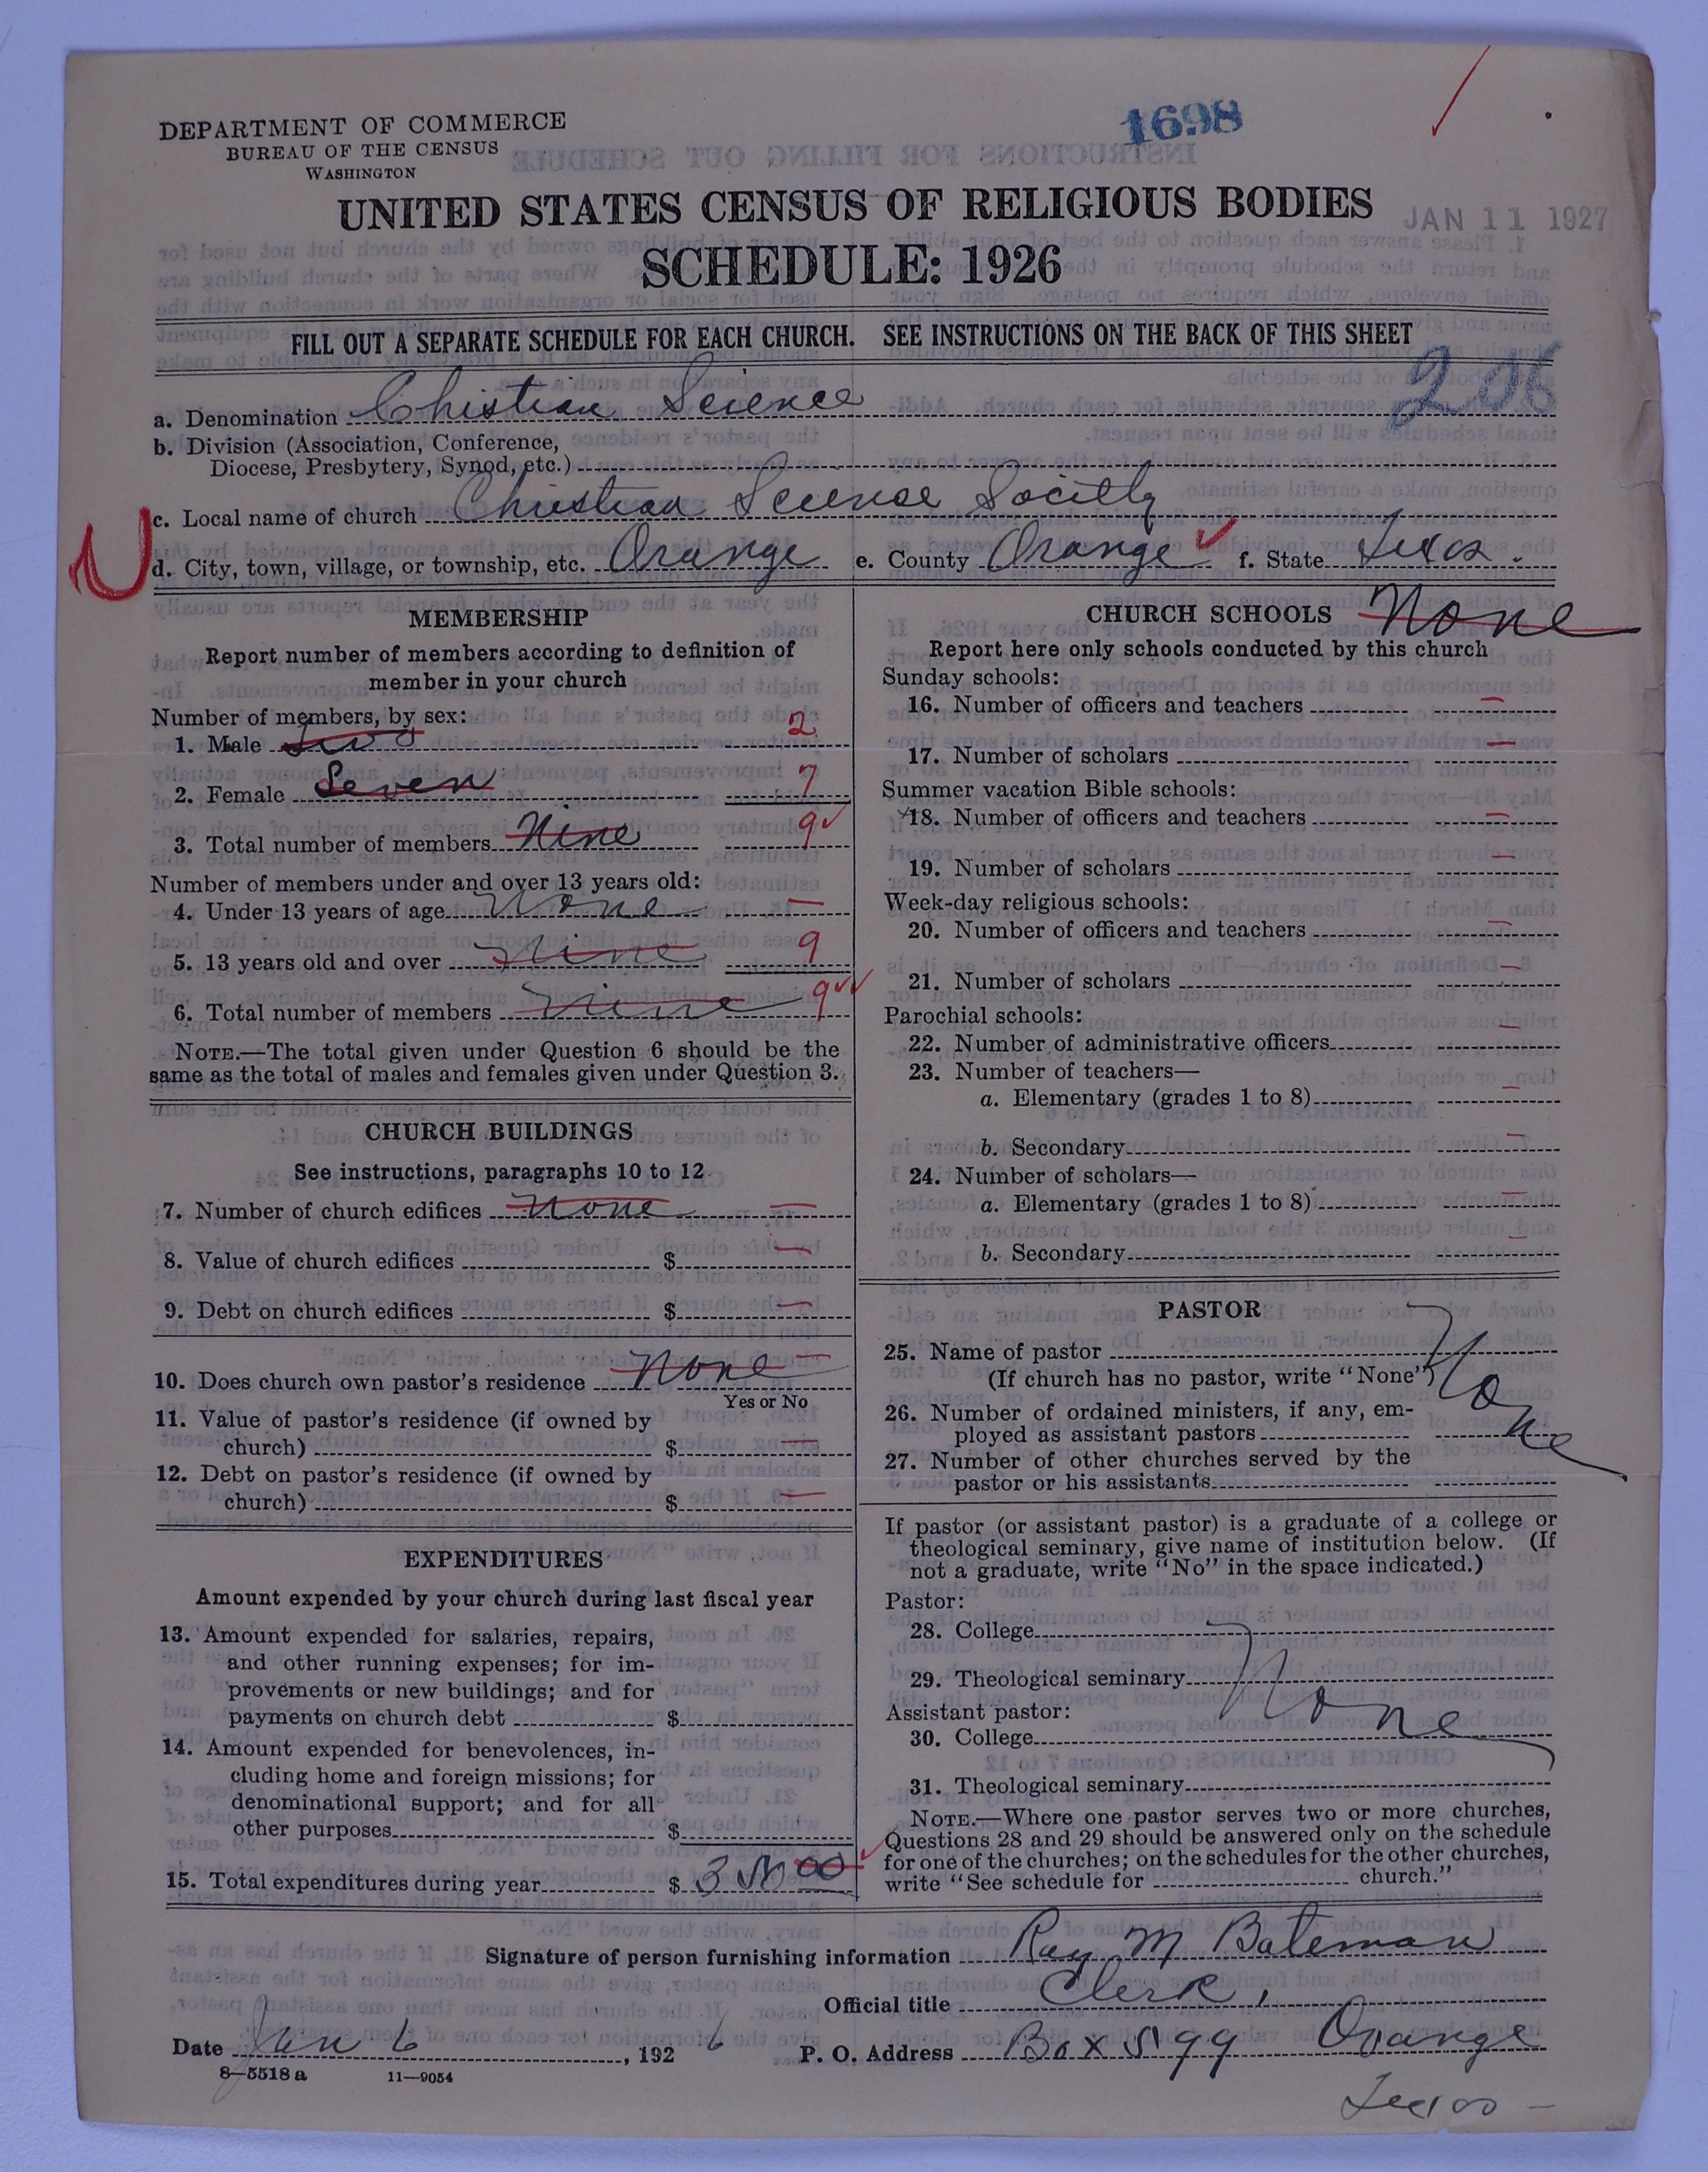 DEPARTMENT OF COMMERCE
BUREAU OF THE CENSUS
WASHINGTON
1698
UNITED STATES CENSUS OF RELIGIOUS BODIES
JAN 11 1927
SCHEDULE: 1926
FILL OUT A SEPARATE SCHEDULE FOR EACH CHURCH. SEE INSTRUCTIONS ON THE BACK OF THIS SHEET
206
a. Denomination Christian Science
b. Division (Association, Conference,
Diocese, Presbytery, Synod, etc.)
c. Local name of church Christian Science Society
d. City, town, village, or township, etc. Orange e. County Orange f. State Texas.
MEMBERSHIP
Report number of members according to definition of
member in your church
Number of members, by sex:
1. Male Two 2
2. Female Seven 7
3. Total number of members Nine 9
Number of members under and over 13 years old:
4. Under 13 years of age None —
5. 13 years old and over Nine 9
6. Total number of members Nine 9
NOTE.—The total given under Question 6 should be the
same as the total of males and females given under Question 3.
CHURCH BUILDINGS
See instructions, paragraphs 10 to 12
7. Number of church edifices None —
8. Value of church edifices $ —
9. Debt on church edifices $ —
10. Does church own pastor's residence None —
Yes or No
11. Value of pastor's residence (if owned by
church) $ —
12. Debt on pastor's residence (if owned by
church) $ —
EXPENDITURES
Amount expended by your church during last fiscal year
13. Amount expended for salaries, repairs,
and other running expenses; for im-
provements or new buildings; and for
payments on church debt $
14. Amount expended for benevolences, in-
cluding home and foreign missions; for
denominational support; and for all
other purposes $
15. Total expenditures during year $
CHURCH SCHOOLS None
Report here only schools conducted by this church
Sunday schools:
16. Number of officers and teachers —
17. Number of scholars —
Summer vacation Bible schools:
18. Number of officers and teachers —
19. Number of scholars —
Week-day religious schools:
20. Number of officers and teachers —
21. Number of scholars —
Parochial schools:
22. Number of administrative officers —
23. Number of teachers—
a. Elementary (grades 1 to 8) —
b. Secondary —
24. Number of scholars—
a. Elementary (grades 1 to 8) —
b. Secondary —
PASTOR
25. Name of pastor None
(If church has no pastor, write "None")
26. Number of ordained ministers, if any, em-
ployed as assistant pastors
27. Number of other churches served by the
pastor or his assistants
If pastor (or assistant pastor) is a graduate of a college or
theological seminary, give name of institution below. (If
not a graduate, write "No" in the space indicated.)
Pastor:
28. College
29. Theological seminary None
Assistant pastor:
30. College
31. Theological seminary
NOTE.—Where one pastor serves two or more churches,
Questions 28 and 29 should be answered only on the schedule
for one of the churches; on the schedules for the other churches,
write "See schedule for church."
Signature of person furnishing information Ray M Bateman
Official title Clerk,
Date Jan 6, 1926 P. O. Address Box 599 Orange
Texas —
8—5518 a 11—9054